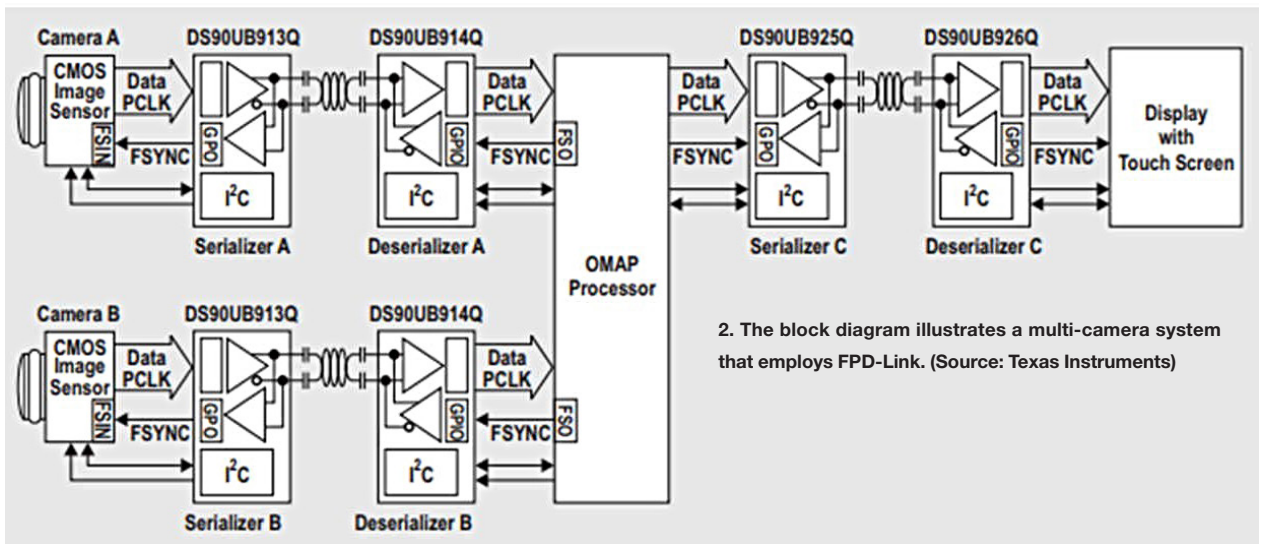 Camera A
DS90UB913Q
DS90UB914Q
DS90UB925Q
DS90UB926Q
CMOS
Image
Sensor
FSIN
Data
PCLK
FSYNC
GPO
I²C
Serializer A
GPIO
I²C
Deserializer A
Data
PCLK
FSYNC
FSO
OMAP
Processor
Data
PCLK
FSYNC
GPO
I²C
Serializer C
GPIO
I²C
Deserializer C
Data
PCLK
FSYNC
Display
with
Touch Screen
Camera B
DS90UB913Q
DS90UB914Q
CMOS
Image
Sensor
FSIN
Data
PCLK
FSYNC
GPO
I²C
Serializer B
GPIO
I²C
Deserializer B
Data
PCLK
FSYNC
FSO
2. The block diagram illustrates a multi-camera system
that employs FPD-Link. (Source: Texas Instruments)